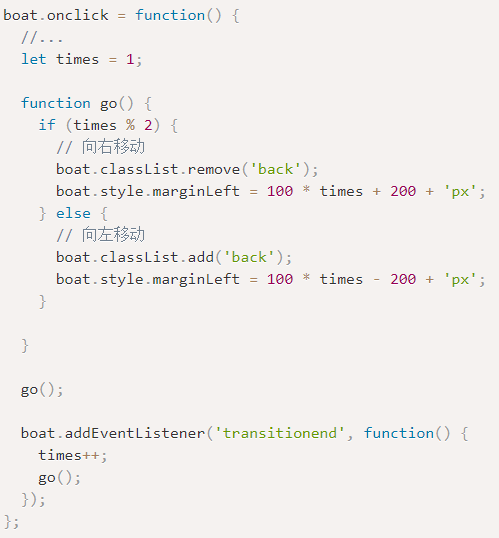 boat.onclick = function() {
  //...
  let times = 1;

  function go() {
    if (times % 2) {
      // 向右移动
      boat.classList.remove('back');
      boat.style.marginLeft = 100 * times + 200 + 'px';
    } else {
      // 向左移动
      boat.classList.add('back');
      boat.style.marginLeft = 100 * times - 200 + 'px';
    }

  }

  go();

  boat.addEventListener('transitionend', function() {
    times++;
    go();
  });
};